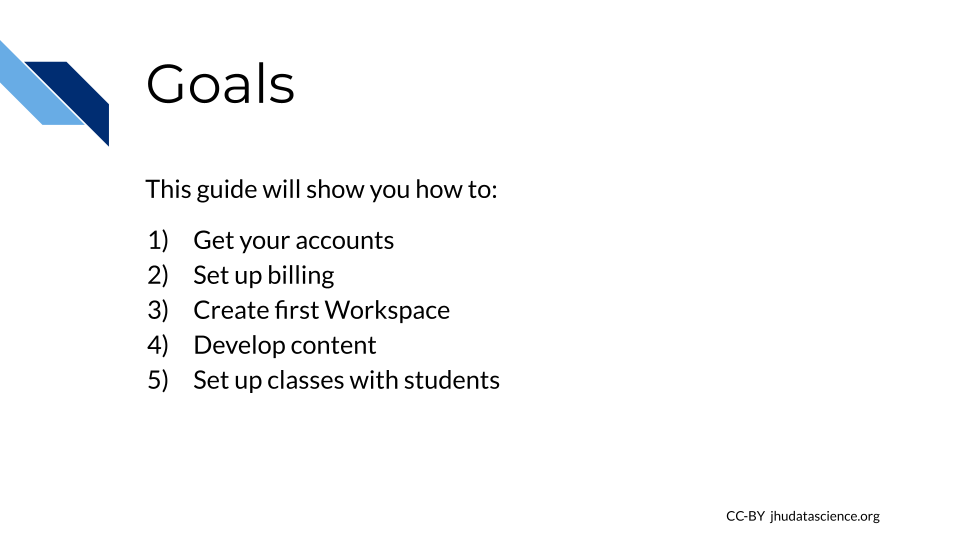 Goals
This guide will show you how to:
1) Get your accounts
2) Set up billing
3) Create first Workspace
4) Develop content
5) Set up classes with students
CC-BY jhudatascience.org